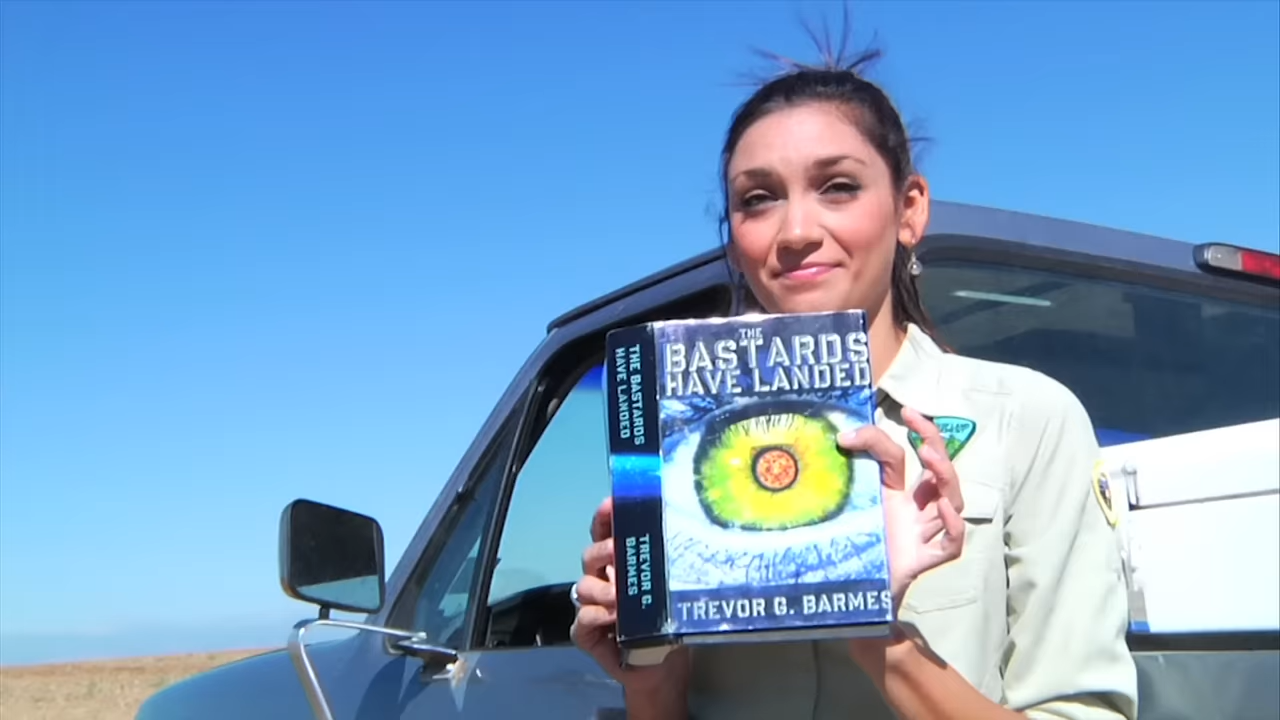 THE
BASTARDS
HAVE LANDED
TREVOR G. BARMES
THE BASTARDS
HAVE LANDED
TREVOR G.
BARMES